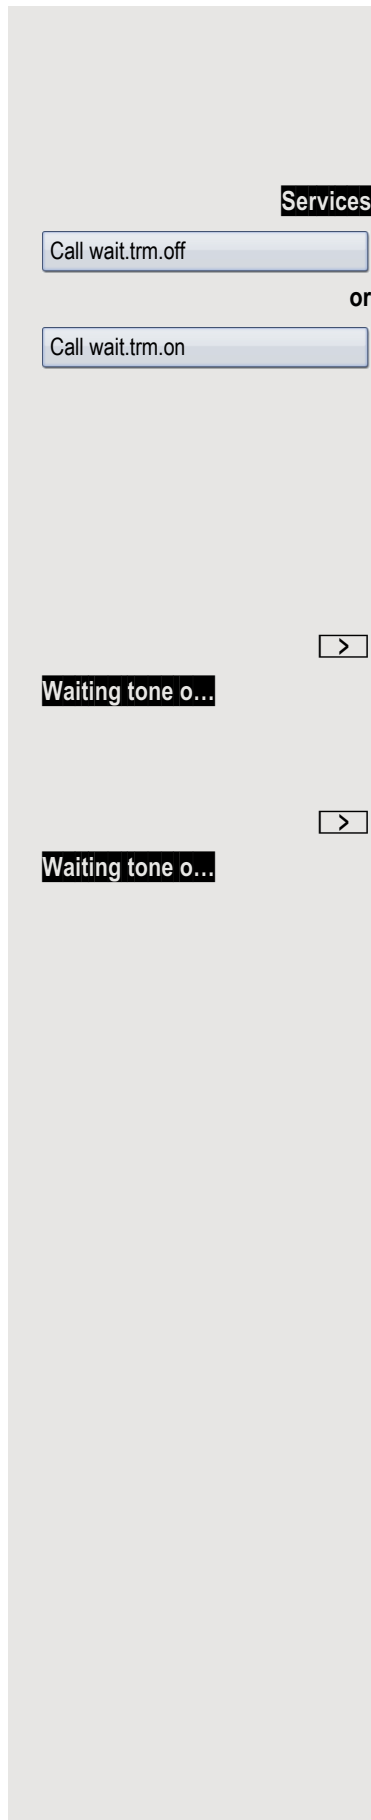 Services
Call wait.trm.off
or
Call wait.trm.on
>
Waiting tone o…
>
Waiting tone o…